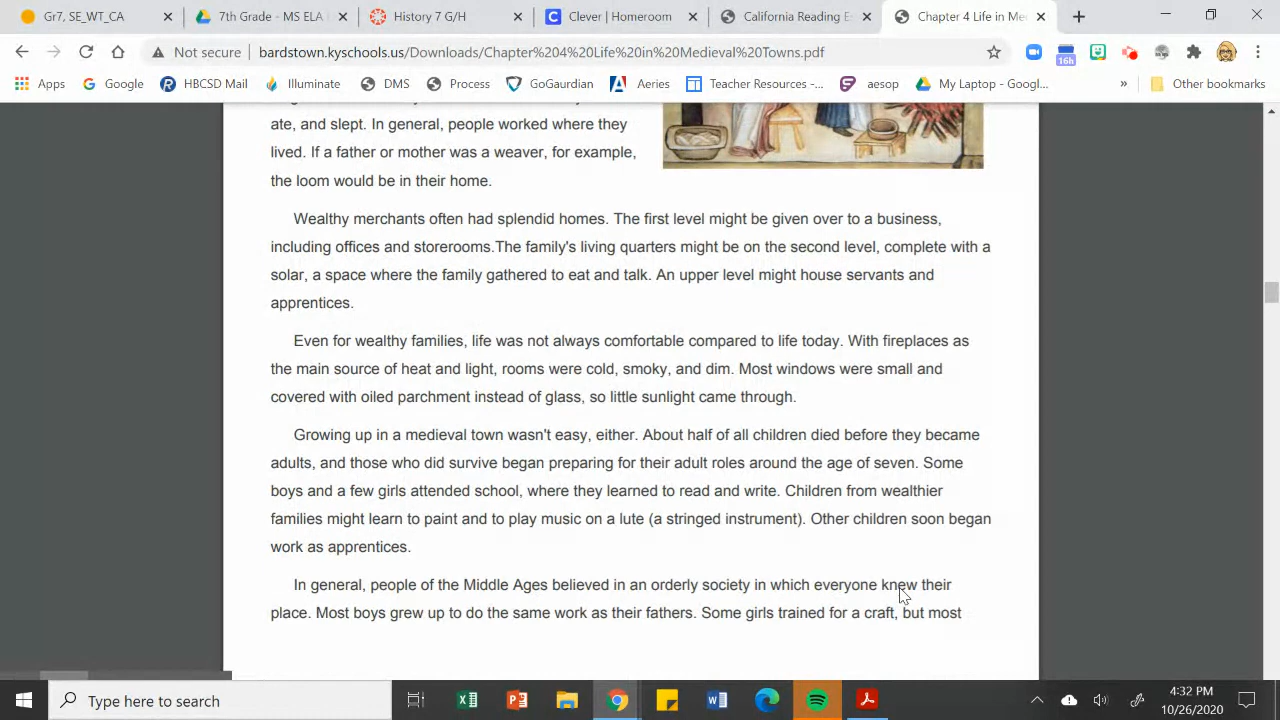 Gr7, SE_WT_CA
7th Grade - MS ELA
History 7 G/H
Clever | Homeroom
California Reading E
Chapter 4 Life in Me
Not secure | bardstown.kyschools.us/Downloads/Chapter%204%20Life%20in%20Medieval%20Towns.pdf
16h
Apps Google HBCSD Mail Illuminate DMS Process GoGaurdian Aeries Teacher Resources -... aesop My Laptop - Googl... » Other bookmarks
ate, and slept. In general, people worked where they
lived. If a father or mother was a weaver, for example,
the loom would be in their home.
Wealthy merchants often had splendid homes. The first level might be given over to a business,
including offices and storerooms.The family's living quarters might be on the second level, complete with a
solar, a space where the family gathered to eat and talk. An upper level might house servants and
apprentices.
Even for wealthy families, life was not always comfortable compared to life today. With fireplaces as
the main source of heat and light, rooms were cold, smoky, and dim. Most windows were small and
covered with oiled parchment instead of glass, so little sunlight came through.
Growing up in a medieval town wasn't easy, either. About half of all children died before they became
adults, and those who did survive began preparing for their adult roles around the age of seven. Some
boys and a few girls attended school, where they learned to read and write. Children from wealthier
families might learn to paint and to play music on a lute (a stringed instrument). Other children soon began
work as apprentices.
In general, people of the Middle Ages believed in an orderly society in which everyone knew their
place. Most boys grew up to do the same work as their fathers. Some girls trained for a craft, but most
Type here to search
4:32 PM
10/26/2020